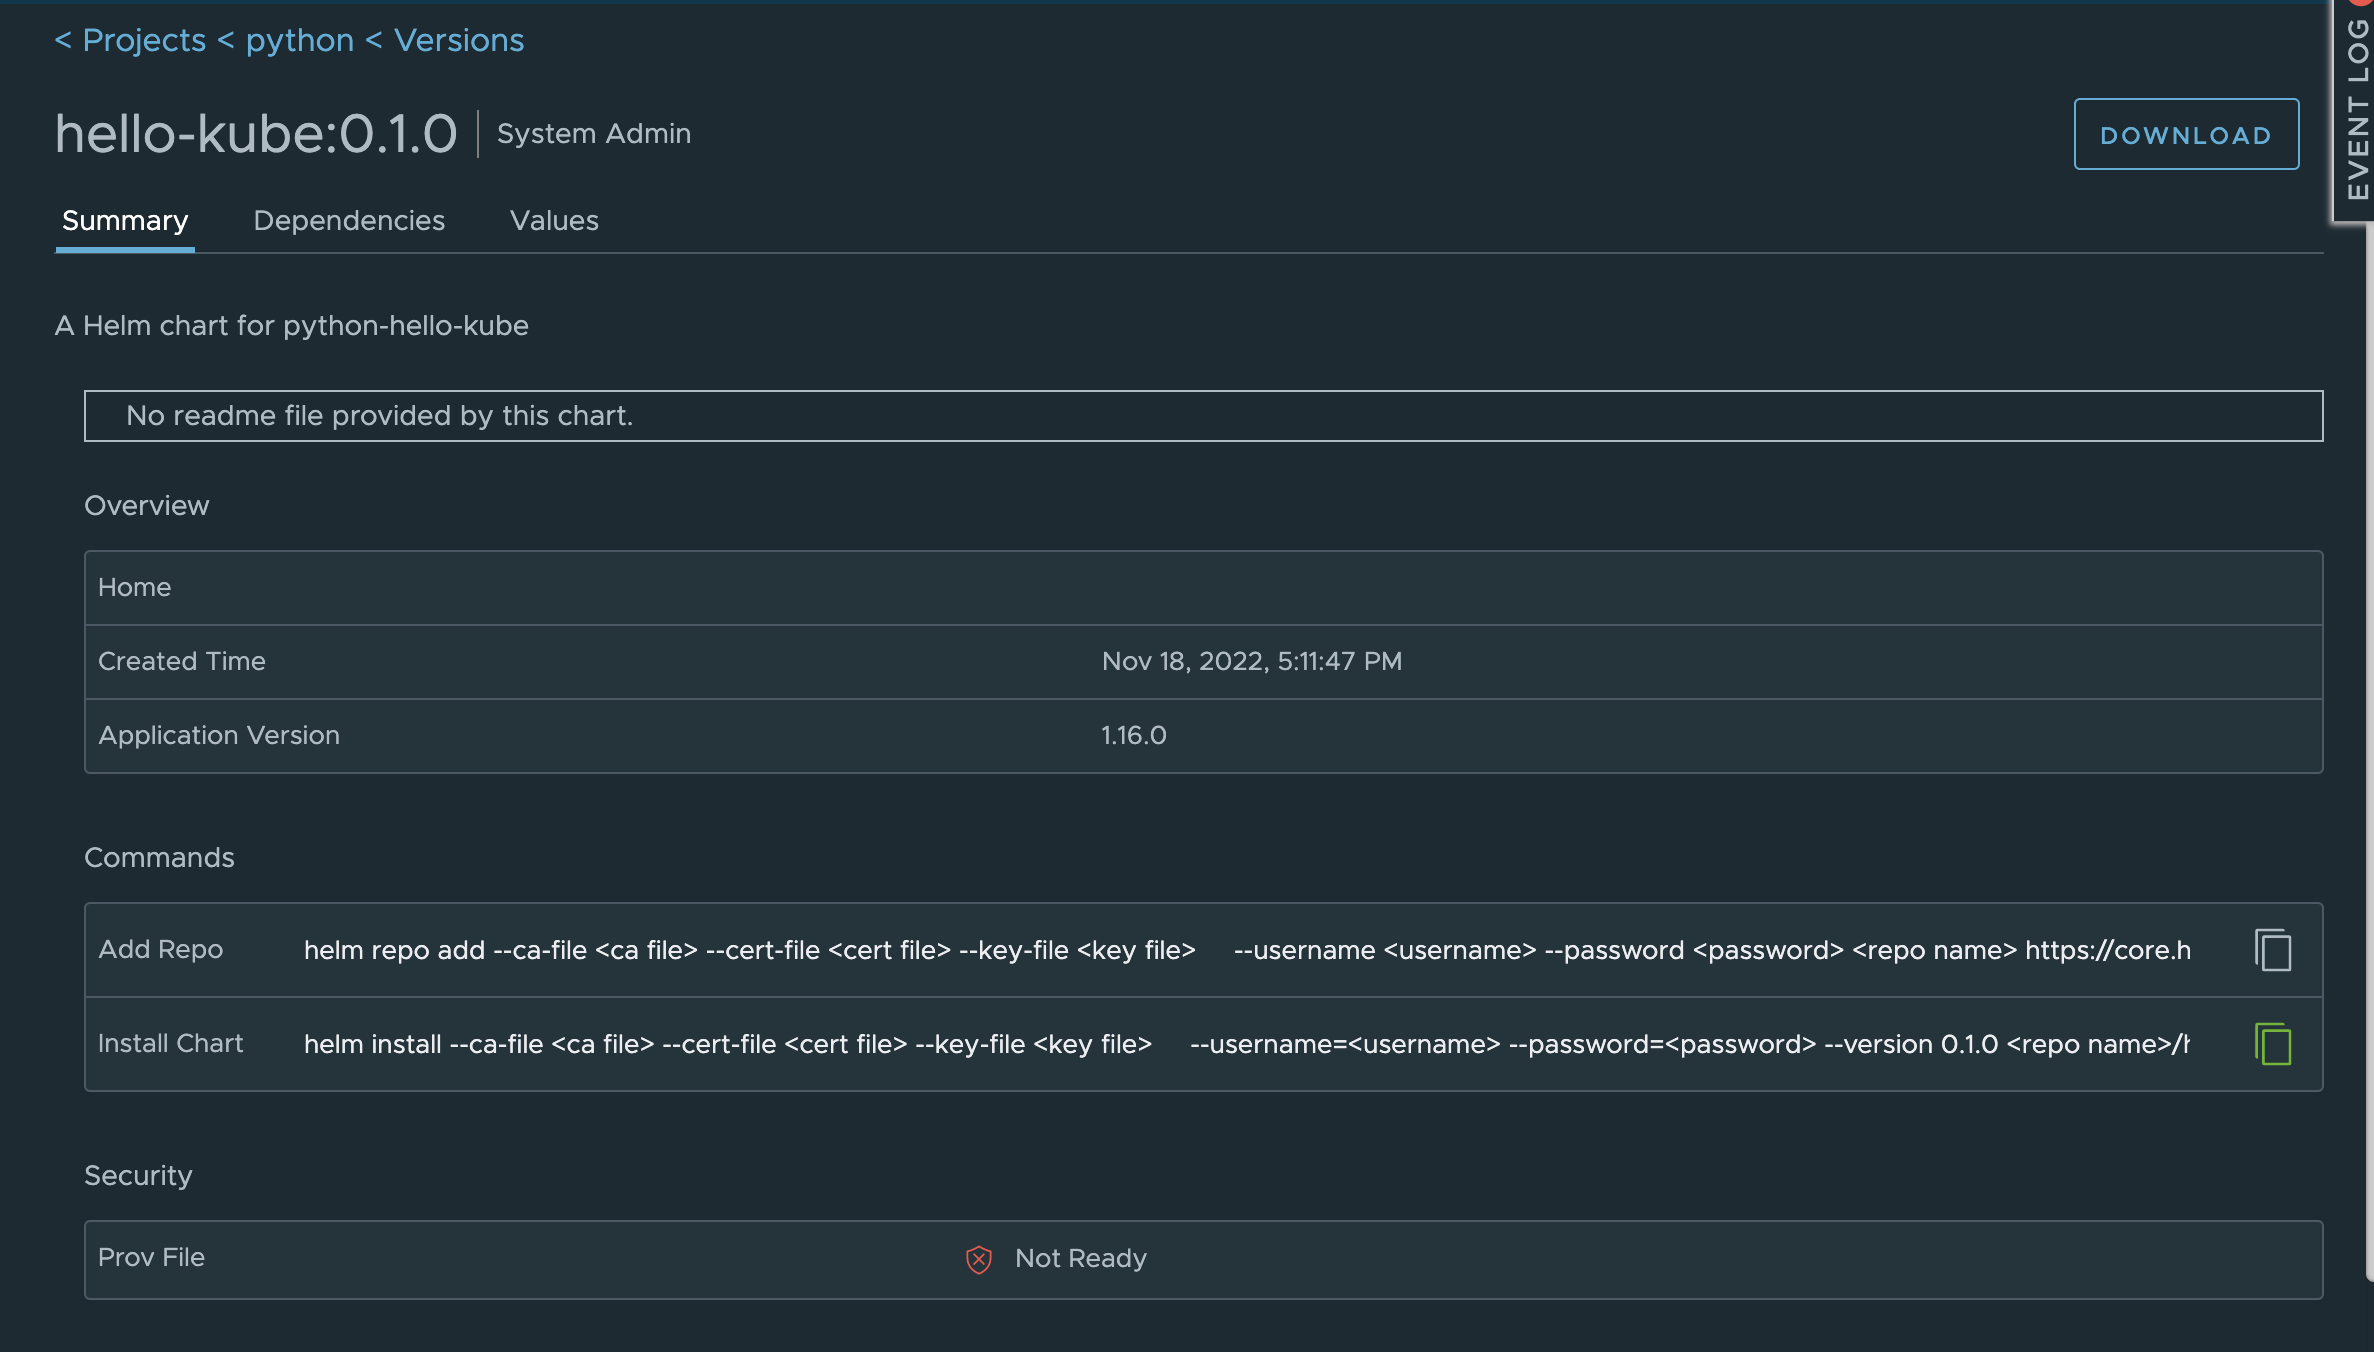 < Projects < python < Versions
hello-kube:0.1.0 System Admin
DOWNLOAD
EVENT LOG
Summary Dependencies Values
A Helm chart for python-hello-kube
No readme file provided by this chart.
Overview
Home
Created Time Nov 18, 2022, 5:11:47 PM
Application Version 1.16.0
Commands
Add Repo helm repo add --ca-file <ca file> --cert-file <cert file> --key-file <key file> --username <username> --password <password> <repo name> https://core.h
Install Chart helm install --ca-file <ca file> --cert-file <cert file> --key-file <key file> --username=<username> --password=<password> --version 0.1.0 <repo name>/h
Security
Prov File Not Ready